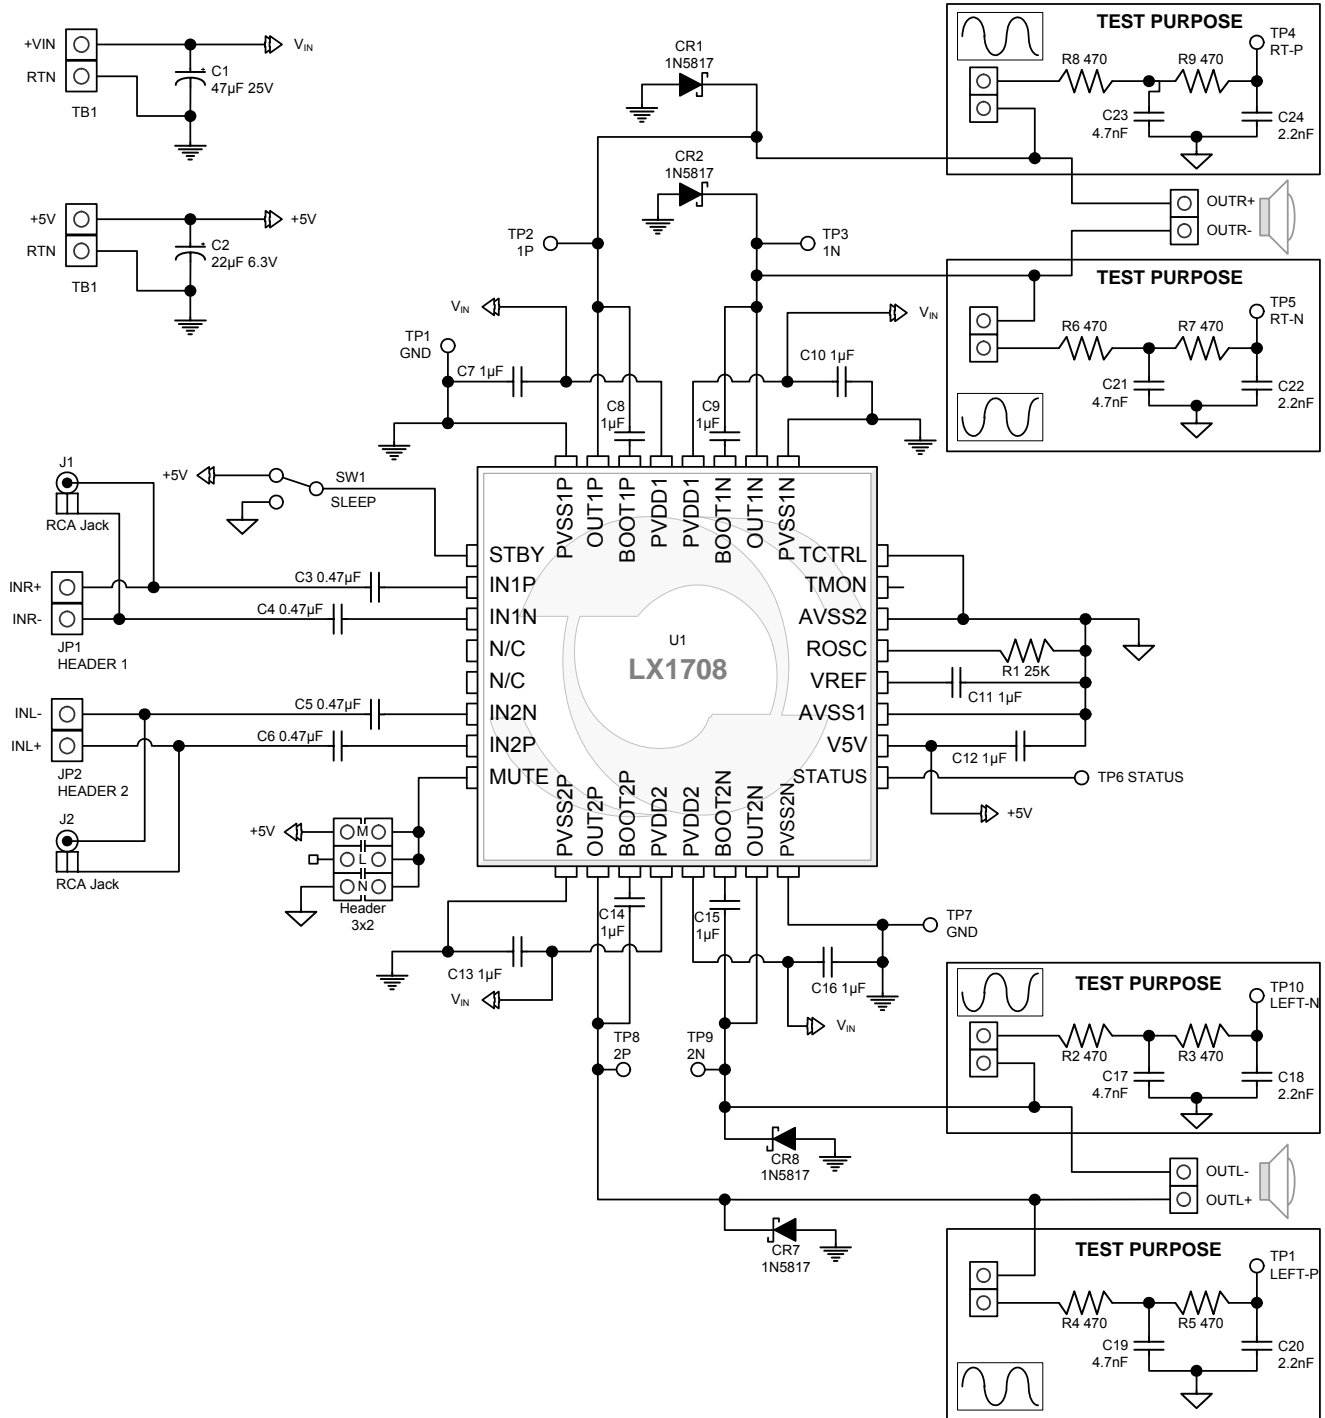 +VIN
RTN
TB1
C1
47µF 25V
VIN
+5V
RTN
TB1
C2
22µF 6.3V
+5V
CR1
1N5817
CR2
1N5817
TEST PURPOSE
R8 470
R9 470
TP4
RT-P
C23
4.7nF
C24
2.2nF
OUTR+
OUTR-
TEST PURPOSE
R6 470
R7 470
TP5
RT-N
C21
4.7nF
C22
2.2nF
TP2
1P
TP3
1N
VIN
VIN
TP1
GND
C7 1µF
C10 1µF
C8
1µF
C9
1µF
J1
RCA Jack
+5V
SW1
SLEEP
INR+
INR-
JP1
HEADER 1
C3 0.47µF
C4 0.47µF
INL-
INL+
JP2
HEADER 2
C5 0.47µF
C6 0.47µF
J2
RCA Jack
+5V
M
L
N
Header
3x2
PVSS1P
OUT1P
BOOT1P
PVDD1
PVDD1
BOOT1N
OUT1N
PVSS1N
STBY
IN1P
IN1N
N/C
N/C
IN2N
IN2P
MUTE
U1
LX1708
TCTRL
TMON
AVSS2
ROSC
VREF
AVSS1
V5V
STATUS
PVSS2P
OUT2P
BOOT2P
PVDD2
PVDD2
BOOT2N
OUT2N
PVSS2N
R1 25K
C11 1µF
C12 1µF
TP6 STATUS
+5V
C14
1µF
C15
1µF
C13 1µF
VIN
C16 1µF
VIN
TP7
GND
TP8
2P
TP9
2N
CR8
1N5817
CR7
1N5817
TEST PURPOSE
R2 470
R3 470
TP10
LEFT-N
C17
4.7nF
C18
2.2nF
OUTL-
OUTL+
TEST PURPOSE
R4 470
R5 470
TP1
LEFT-P
C19
4.7nF
C20
2.2nF